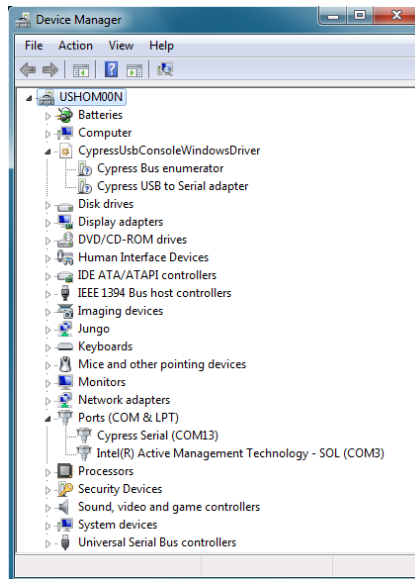 Device Manager
File Action View Help
USHOM00N
Batteries
Computer
CypressUsbConsoleWindowsDriver
Cypress Bus enumerator
Cypress USB to Serial adapter
Disk drives
Display adapters
DVD/CD-ROM drives
Human Interface Devices
IDE ATA/ATAPI controllers
IEEE 1394 Bus host controllers
Imaging devices
Jungo
Keyboards
Mice and other pointing devices
Monitors
Network adapters
Ports (COM & LPT)
Cypress Serial (COM13)
Intel(R) Active Management Technology - SOL (COM3)
Processors
Security Devices
Sound, video and game controllers
System devices
Universal Serial Bus controllers